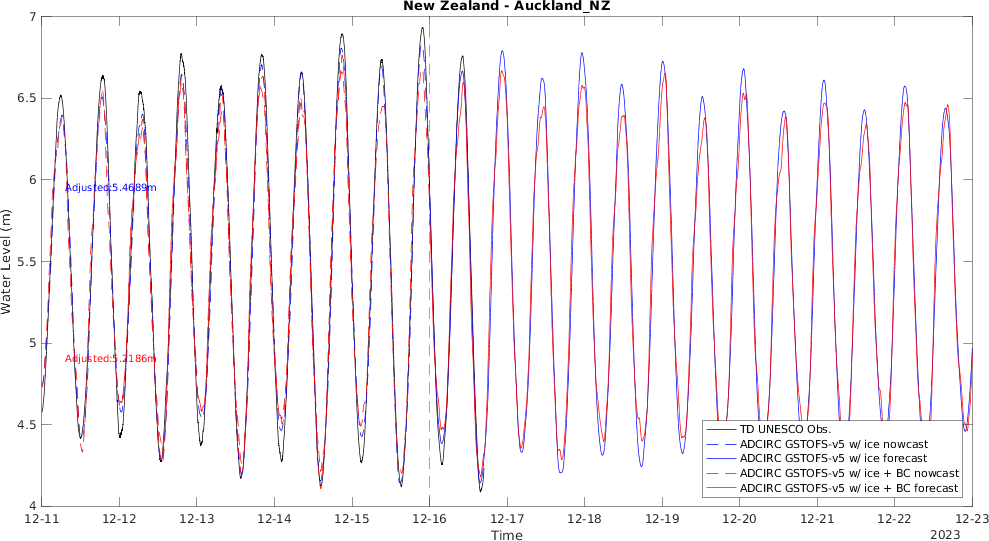 New Zealand - Auckland_NZ
7
6.5
6
5.5
5
4.5
4
Water Level (m)
Adjusted:5.4689m
Adjusted:5.2186m
TD UNESCO Obs.
ADCIRC GSTOFS-v5 w/ ice nowcast
ADCIRC GSTOFS-v5 w/ ice forecast
ADCIRC GSTOFS-v5 w/ ice + BC nowcast
ADCIRC GSTOFS-v5 w/ ice + BC forecast
12-11 12-12 12-13 12-14 12-15 12-16 12-17 12-18 12-19 12-20 12-21 12-22 12-23
Time
2023